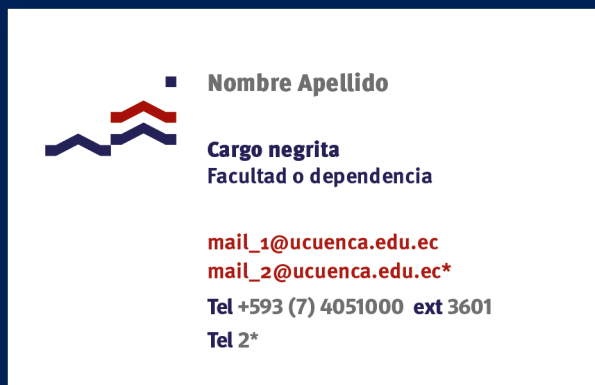 Nombre Apellido
Cargo negrita
Facultad o dependencia
mail_1@ucuenca.edu.ec
mail_2@ucuenca.edu.ec*
Tel +593 (7) 4051000 ext 3601
Tel 2*